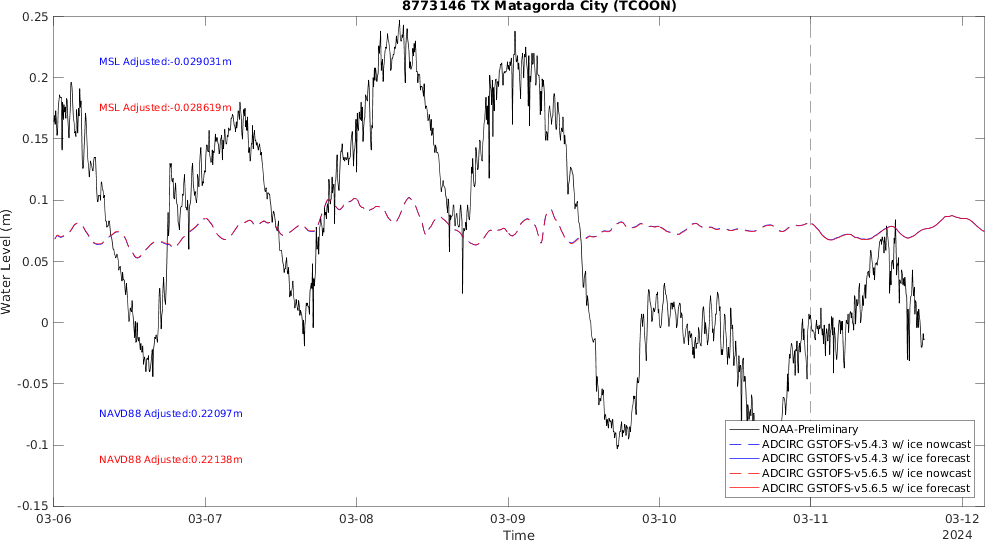 8773146 TX Matagorda City (TCOON)
0.25
0.2
0.15
0.1
0.05
0
-0.05
-0.1
-0.15
Water Level (m)
MSL Adjusted:-0.029031m
MSL Adjusted:-0.028619m
NAVD88 Adjusted:0.22097m
NAVD88 Adjusted:0.22138m
NOAA-Preliminary
ADCIRC GSTOFS-v5.4.3 w/ ice nowcast
ADCIRC GSTOFS-v5.4.3 w/ ice forecast
ADCIRC GSTOFS-v5.6.5 w/ ice nowcast
ADCIRC GSTOFS-v5.6.5 w/ ice forecast
03-06 03-07 03-08 03-09 03-10 03-11 03-12
Time
2024